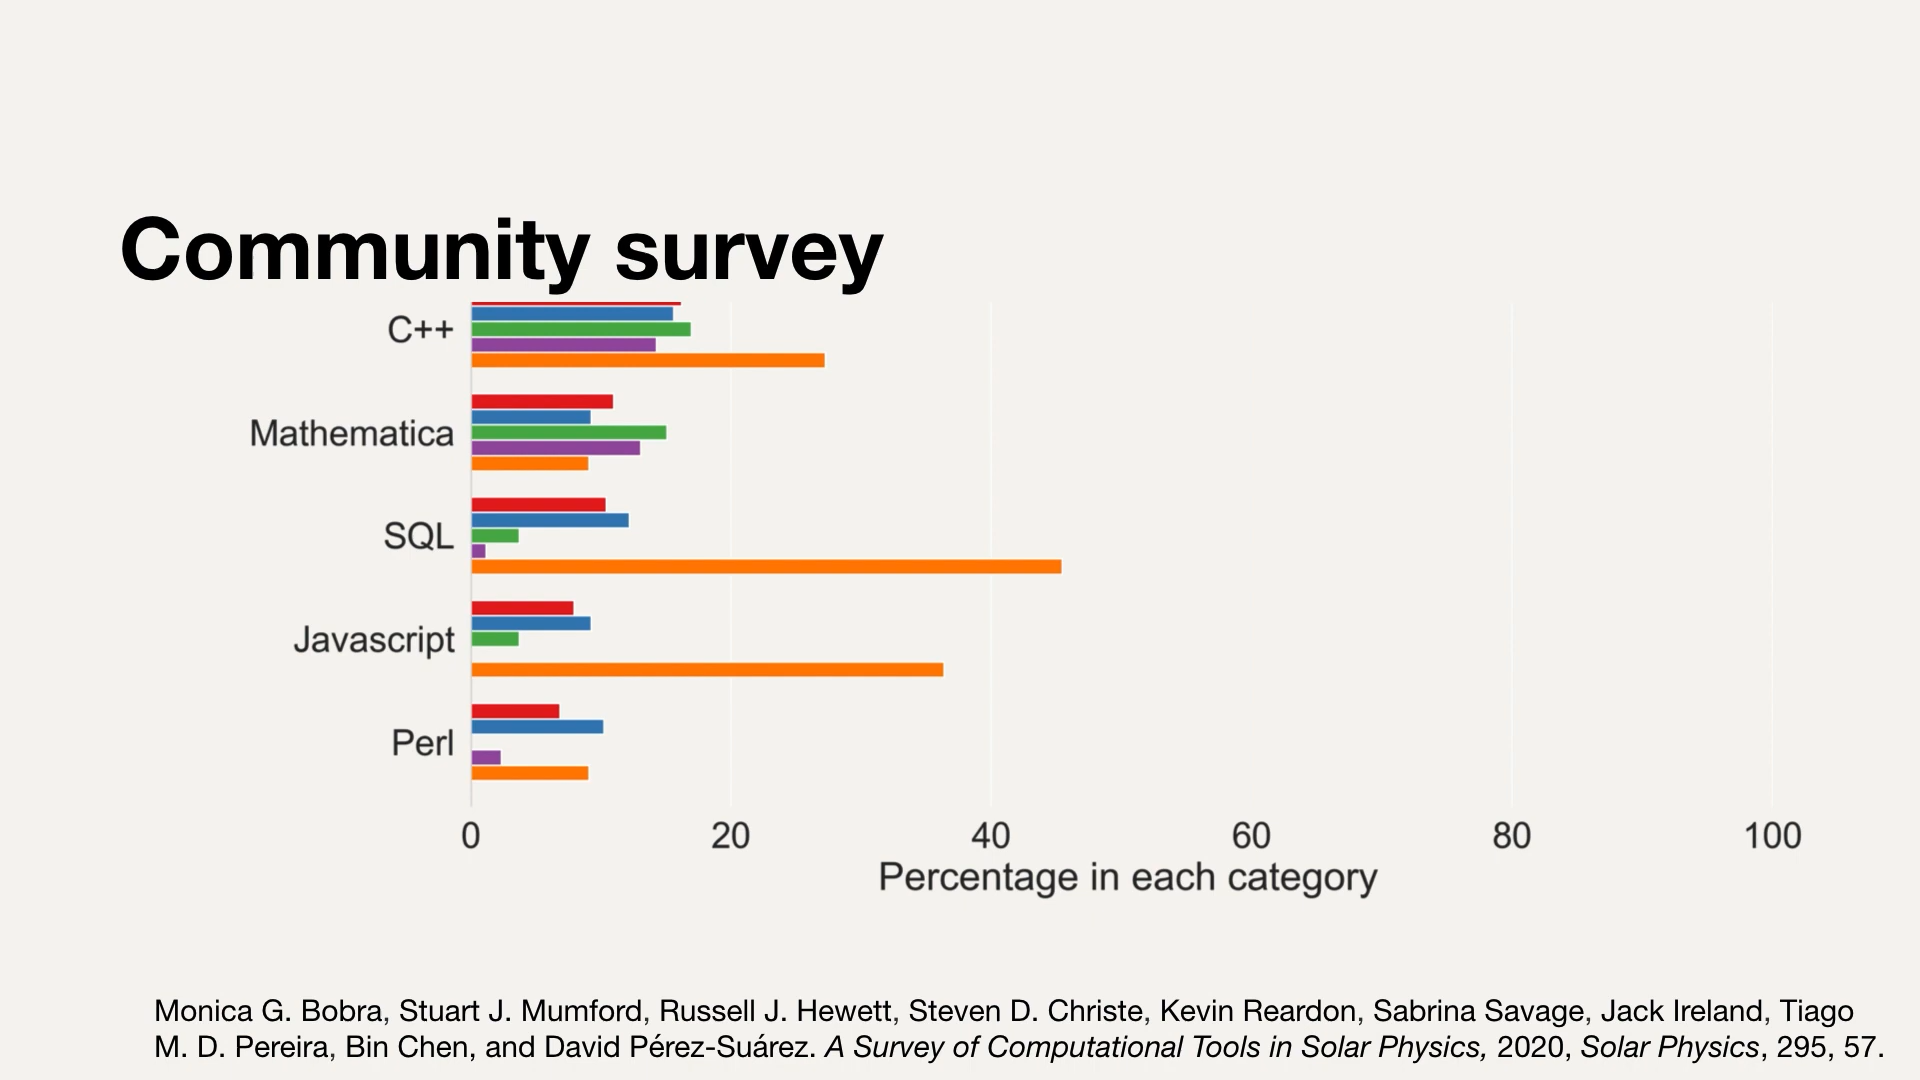 Community survey
C++
Mathematica
SQL
Javascript
Perl
0 20 40 60 80 100
Percentage in each category
Monica G. Bobra, Stuart J. Mumford, Russell J. Hewett, Steven D. Christe, Kevin Reardon, Sabrina Savage, Jack Ireland, Tiago
M. D. Pereira, Bin Chen, and David Pérez-Suárez. A Survey of Computational Tools in Solar Physics, 2020, Solar Physics, 295, 57.